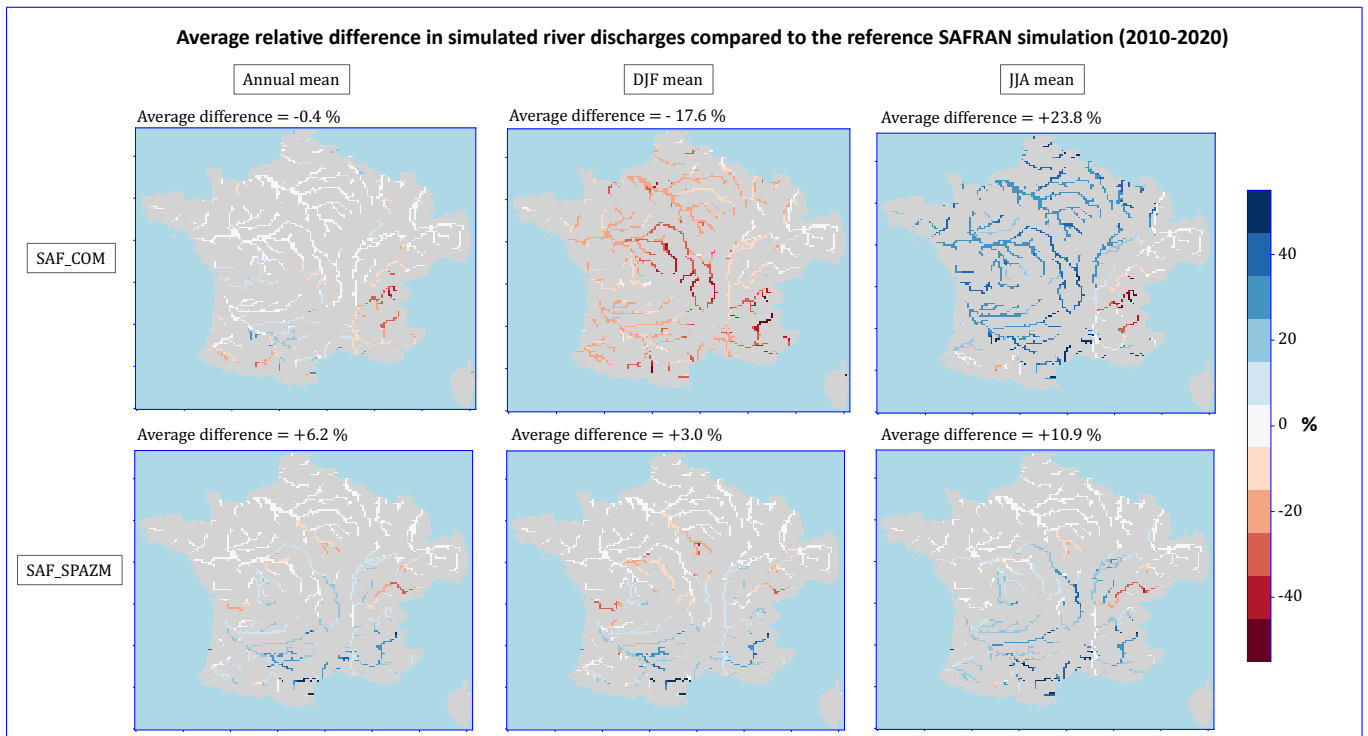 Average relative difference in simulated river discharges compared to the reference SAFRAN simulation (2010-2020)
Annual mean
DJF mean
JJA mean
Average difference = -0.4 %
Average difference = - 17.6 %
Average difference = +23.8 %
SAF_COM
Average difference = +6.2 %
Average difference = +3.0 %
Average difference = +10.9 %
SAF_SPAZM
40
20
0 %
-20
-40